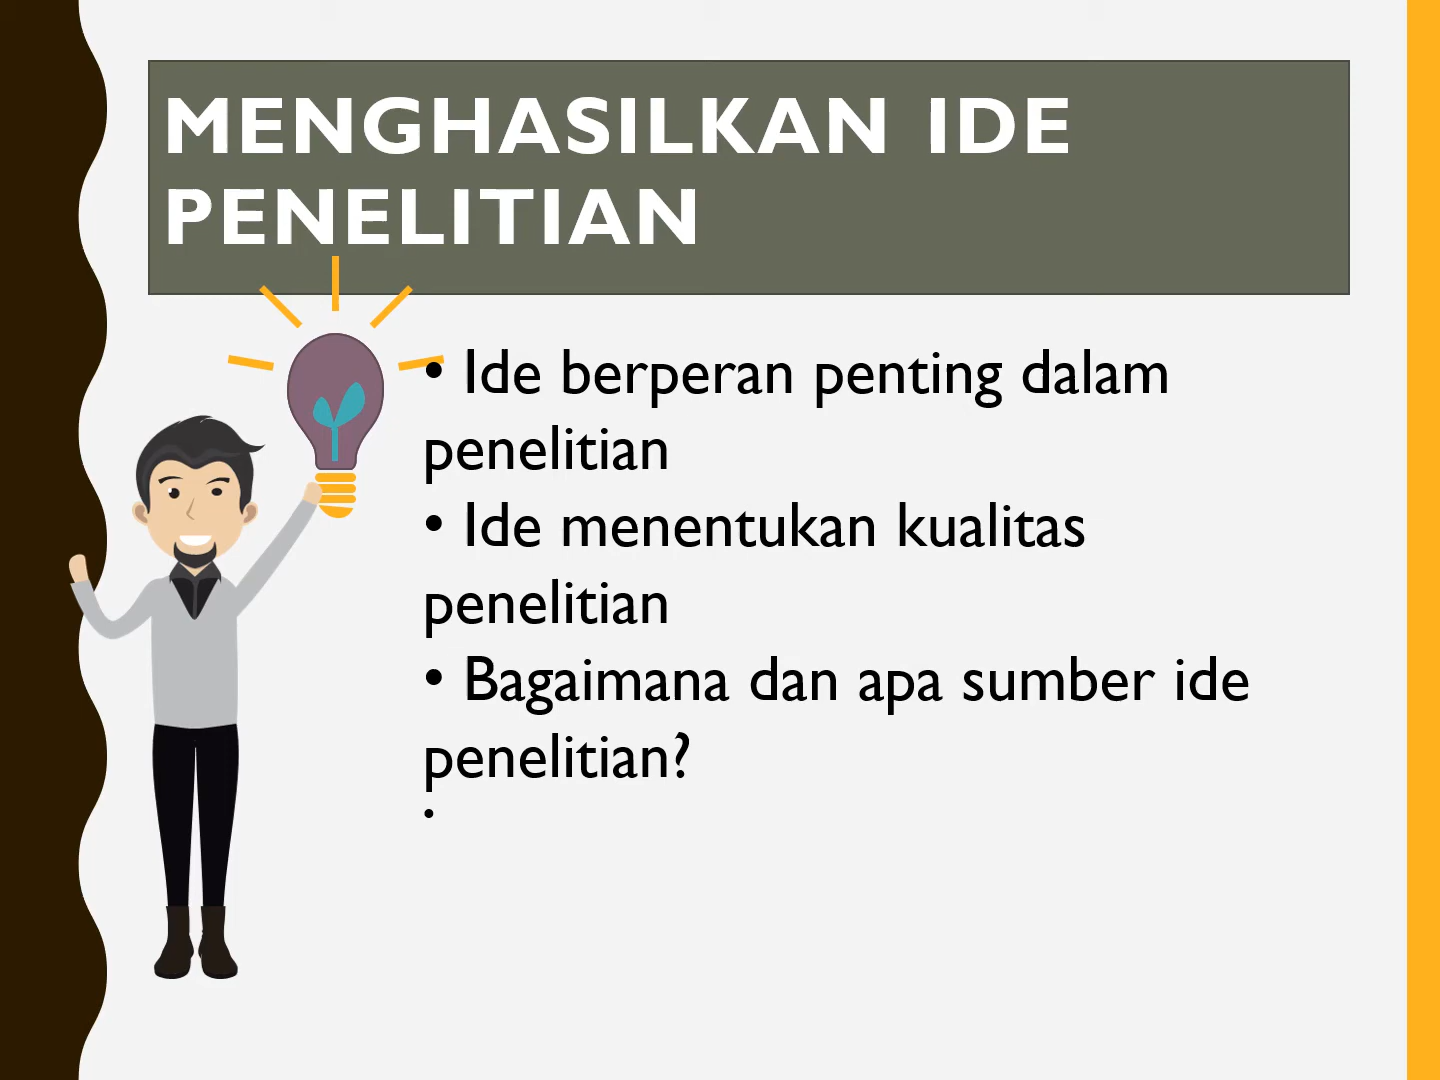 MENGHASILKAN IDE
PENELITIAN
• Ide berperan penting dalam
penelitian
• Ide menentukan kualitas
penelitian
• Bagaimana dan apa sumber ide
penelitian?
•